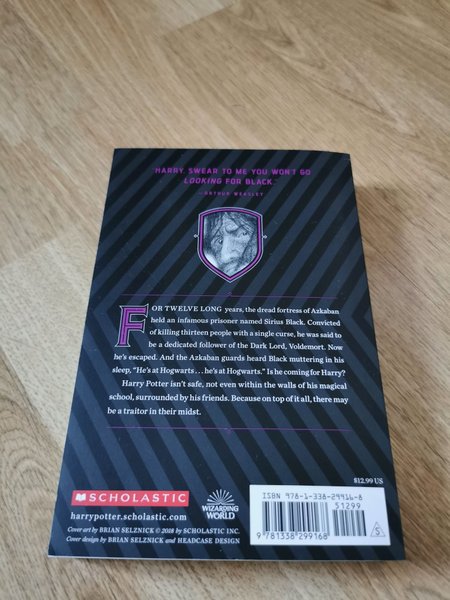 "HARRY, SWEAR TO ME YOU WON'T GO
LOOKING FOR BLACK."
—ARTHUR WEASLEY
FOR TWELVE LONG years, the dread fortress of Azkaban
held an infamous prisoner named Sirius Black. Convicted
of killing thirteen people with a single curse, he was said to
be a dedicated follower of the Dark Lord, Voldemort. Now
he's escaped. And the Azkaban guards heard Black muttering in
his sleep, "He's at Hogwarts . . . he's at Hogwarts." Is he coming for Harry?
Harry Potter isn't safe, not even within the walls of his magical
school, surrounded by his friends. Because on top of it all, there may
be a traitor in their midst.
$12.99 US
SCHOLASTIC
harrypotter.scholastic.com
WIZARDING
WORLD
Cover art by BRIAN SELZNICK © 2018 BY SCHOLASTIC INC.
Cover design by BRIAN SELZNICK and HEADCASE DESIGN
ISBN 978-1-338-29916-8
51299
9 781338 299168
S